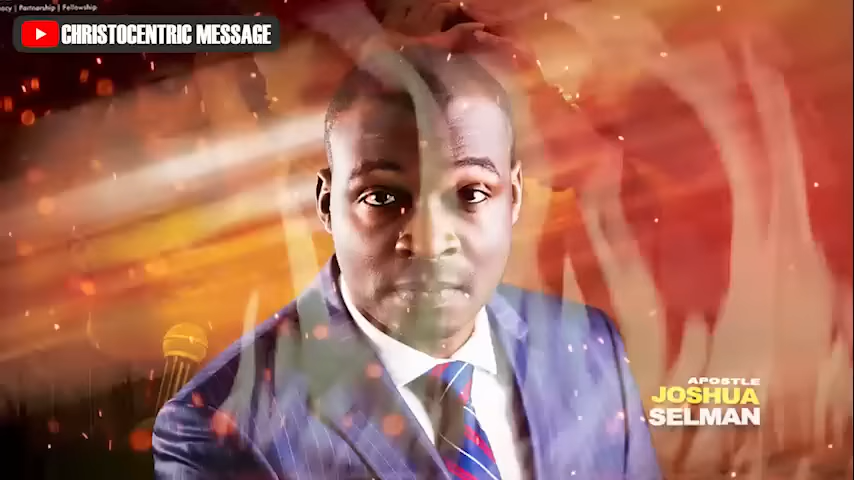 Partnership | Fellowship
CHRISTOCENTRIC MESSAGE
APOSTLE
JOSHUA
SELMAN